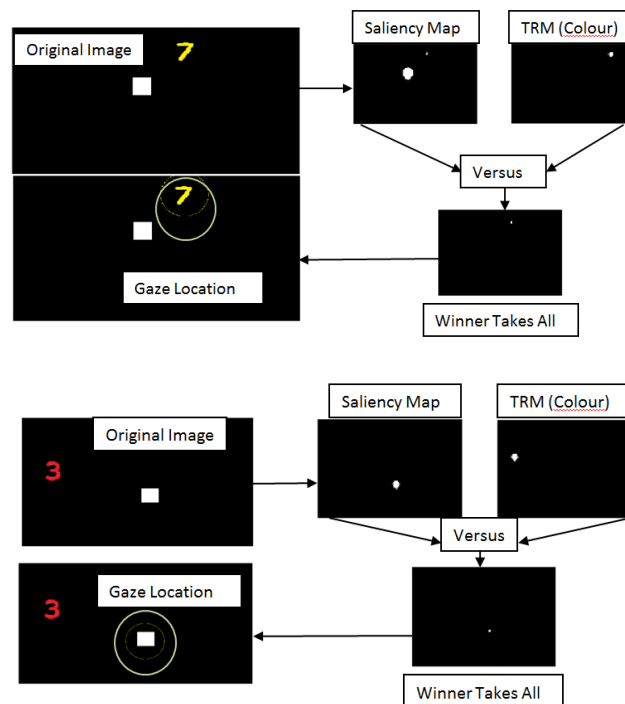 Original Image
7
Saliency Map
TRM (Colour)
Versus
7
Gaze Location
Winner Takes All
Original Image
3
Saliency Map
TRM (Colour)
Versus
Gaze Location
3
Winner Takes All